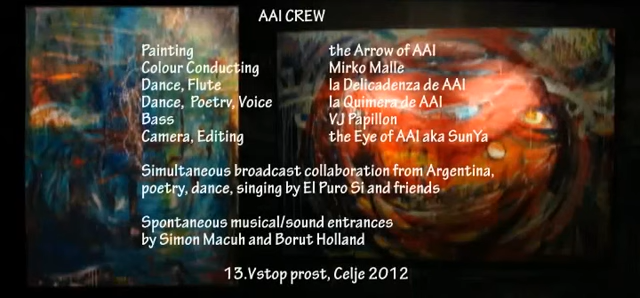 AAI CREW
Painting the Arrow of AAI
Colour Conducting Mirko Malle
Dance, Flute la Delicadenza de AAI
Dance, Poetry, Voice la Quimera de AAI
Bass VJ Papillon
Camera, Editing the Eye of AAI aka SunYa
Simultaneous broadcast collaboration from Argentina,
poetry, dance, singing by El Puro Si and friends
Spontaneous musical/sound entrances
by Simon Macuh and Borut Holland
13.Vstop prost, Celje 2012